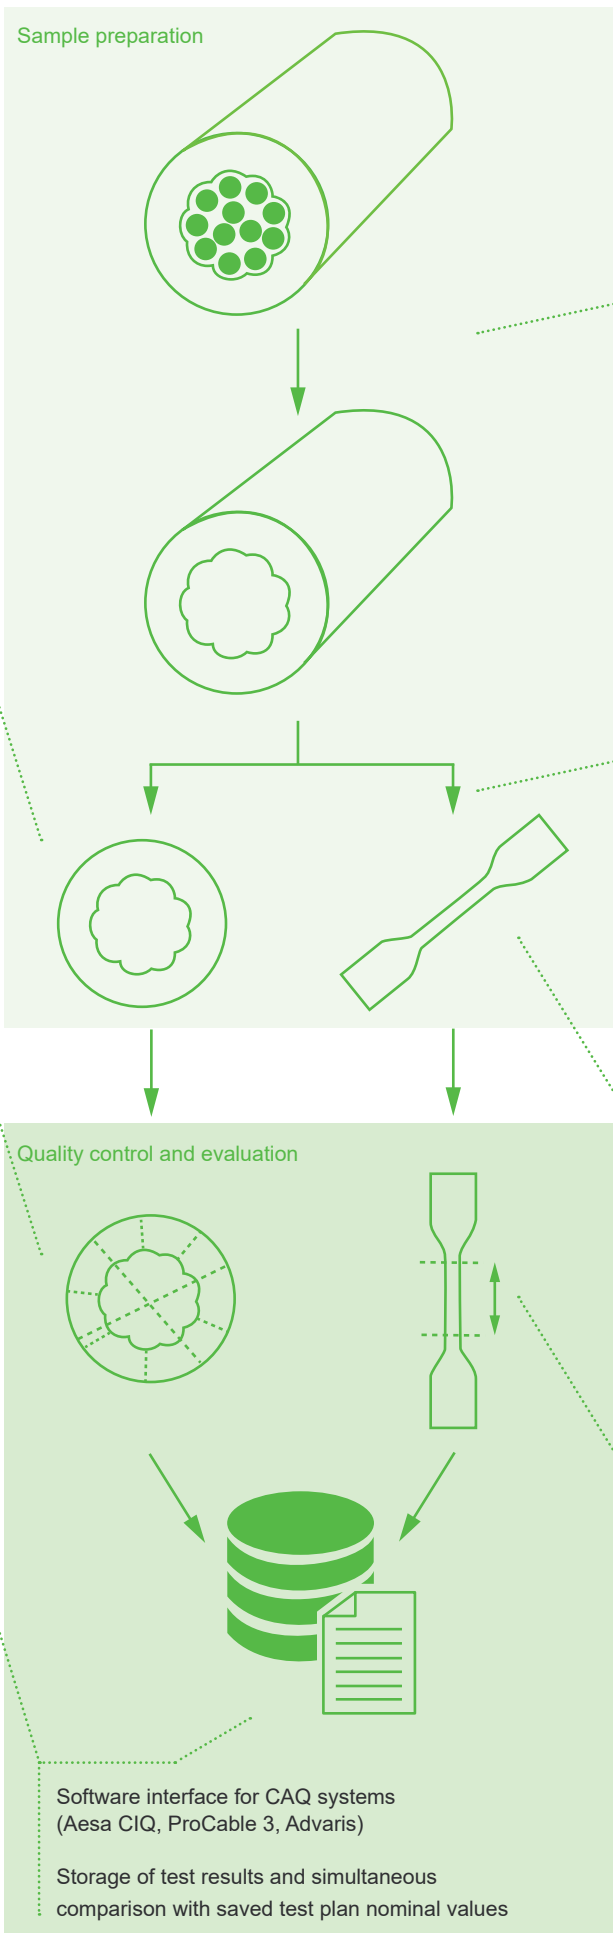 Sample preparation
Quality control and evaluation
Software interface for CAQ systems
(Aesa CIQ, ProCable 3, Advaris)
Storage of test results and simultaneous
comparison with saved test plan nominal values